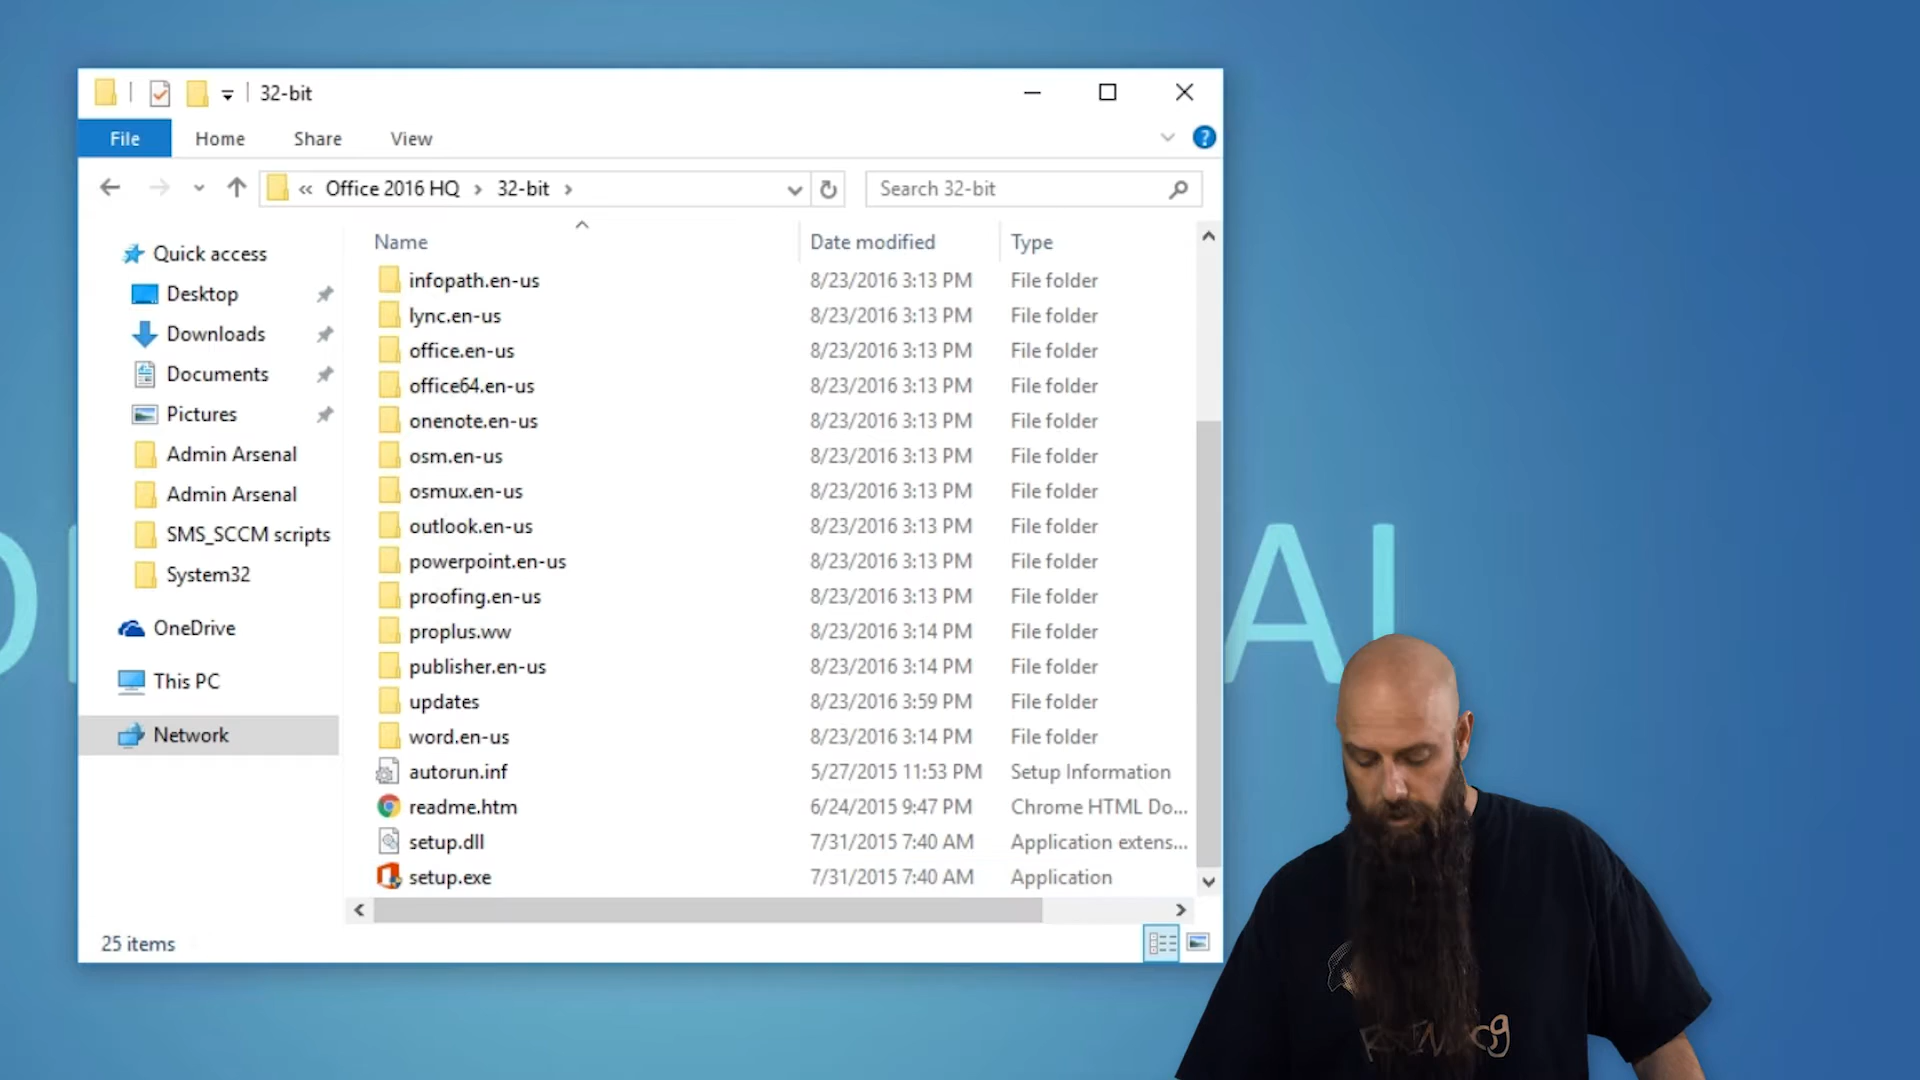 32-bit
File Home Share View
« Office 2016 HQ › 32-bit ›
Search 32-bit
Quick access
Desktop
Downloads
Documents
Pictures
Admin Arsenal
Admin Arsenal
SMS_SCCM scripts
System32
OneDrive
This PC
Network
Name Date modified Type
infopath.en-us 8/23/2016 3:13 PM File folder
lync.en-us 8/23/2016 3:13 PM File folder
office.en-us 8/23/2016 3:13 PM File folder
office64.en-us 8/23/2016 3:13 PM File folder
onenote.en-us 8/23/2016 3:13 PM File folder
osm.en-us 8/23/2016 3:13 PM File folder
osmux.en-us 8/23/2016 3:13 PM File folder
outlook.en-us 8/23/2016 3:13 PM File folder
powerpoint.en-us 8/23/2016 3:13 PM File folder
proofing.en-us 8/23/2016 3:13 PM File folder
proplus.ww 8/23/2016 3:14 PM File folder
publisher.en-us 8/23/2016 3:14 PM File folder
updates 8/23/2016 3:59 PM File folder
word.en-us 8/23/2016 3:14 PM File folder
autorun.inf 5/27/2015 11:53 PM Setup Information
readme.htm 6/24/2015 9:47 PM Chrome HTML Do...
setup.dll 7/31/2015 7:40 AM Application extens...
setup.exe 7/31/2015 7:40 AM Application
25 items
AL